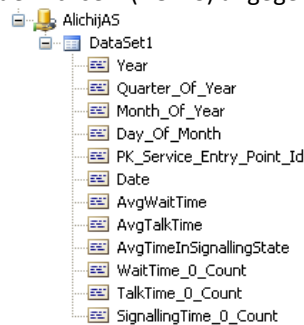 AlichijAS
DataSet1
Year
Quarter_Of_Year
Month_Of_Year
Day_Of_Month
PK_Service_Entry_Point_Id
Date
AvgWaitTime
AvgTalkTime
AvgTimeInSignallingState
WaitTime_0_Count
TalkTime_0_Count
SignallingTime_0_Count